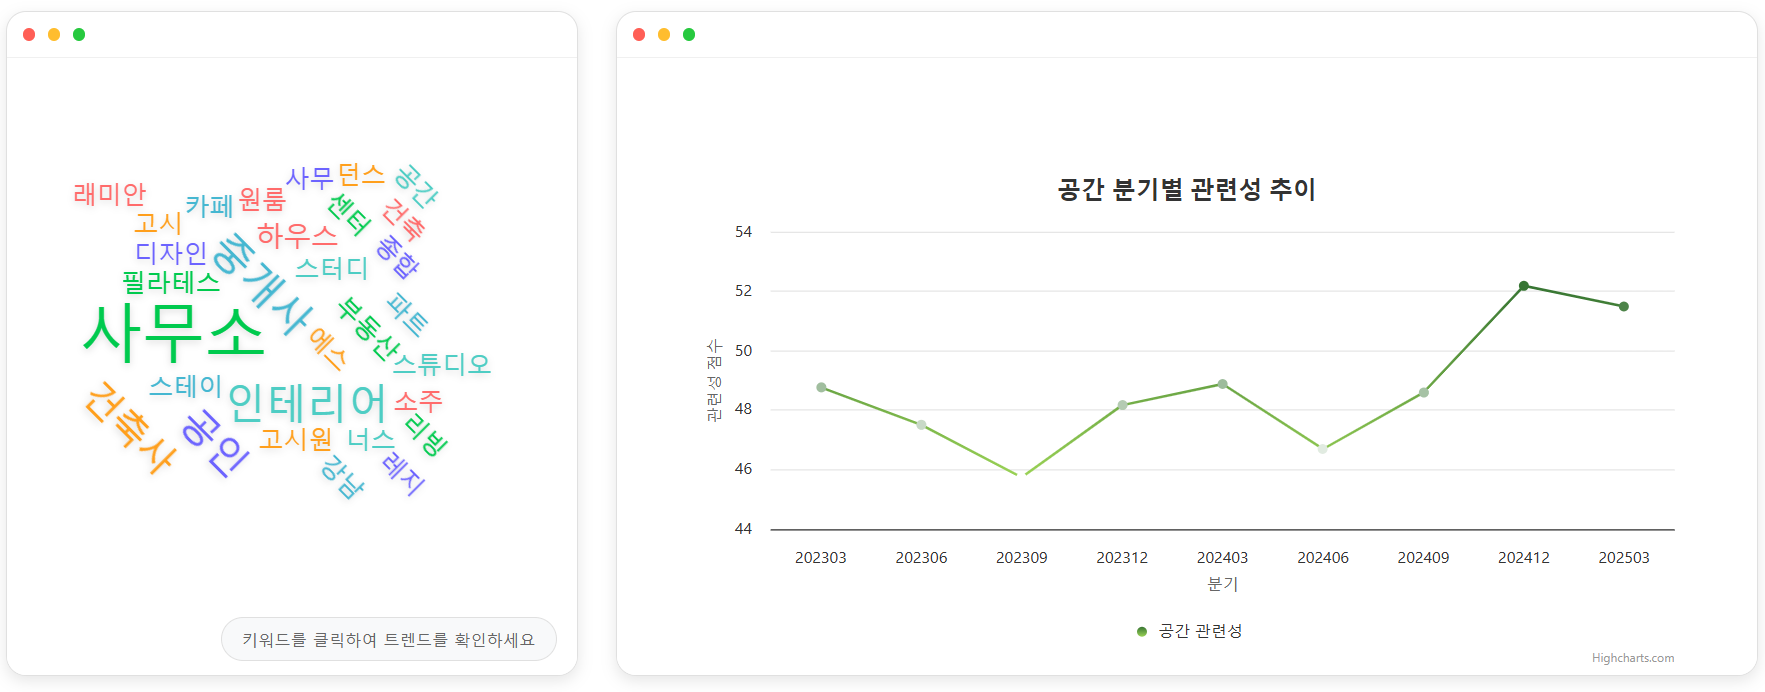 사무
던스
공간
래미안
카페
원룸
센터
건축
고시
하우스
종합
디자인
중개사
스터디
필라테스
사무소
부동산
파트
에스
스튜디오
스테이
인테리어
소주
건축사
공인
고시원
너스
리빙
강남
레지
키워드를 클릭하여 트렌드를 확인하세요
공간 분기별 관련성 추이
관련성 점수
54
52
50
48
46
44
202303 202306 202309 202312 202403 202406 202409 202412 202503
분기
공간 관련성
Highcharts.com